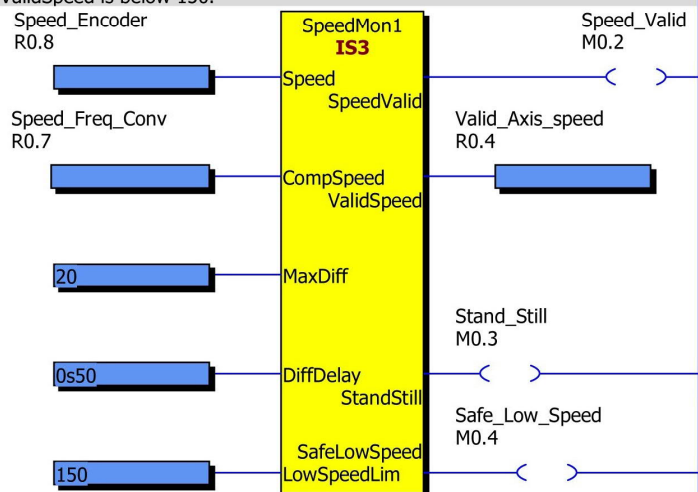 ValidSpeed is below 150.
Speed_Encoder
R0.8
SpeedMon1
IS3
Speed_Valid
M0.2
Speed
SpeedValid
Speed_Freq_Conv
R0.7
Valid_Axis_speed
R0.4
CompSpeed
ValidSpeed
20
MaxDiff
Stand_Still
M0.3
0s50
DiffDelay
StandStill
Safe_Low_Speed
M0.4
SafeLowSpeed
150
LowSpeedLim